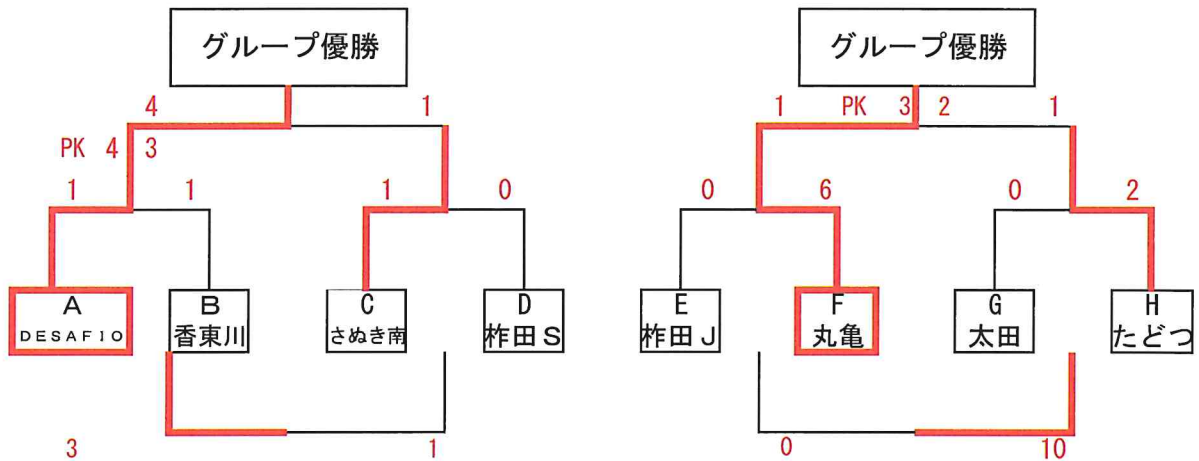 グループ優勝
グループ優勝
4 1
1 PK 3 2 1
PK 4 3
1 1 1 0
0 6 0 2
A B C D
E F G H
DESAFIO 香東川 さぬき南 柞田S
柞田J 丸亀 太田 たどつ
3 1
0 10